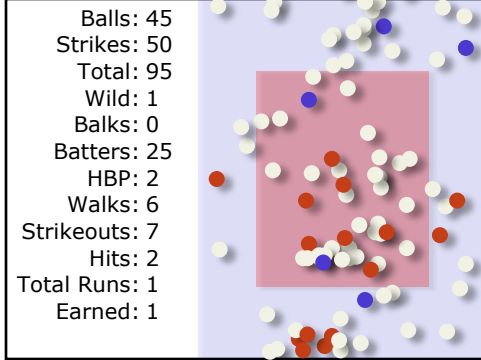 Balls: 45
Strikes: 50
Total: 95
Wild: 1
Balks: 0
Batters: 25
HBP: 2
Walks: 6
Strikeouts: 7
Hits: 2
Total Runs: 1
Earned: 1